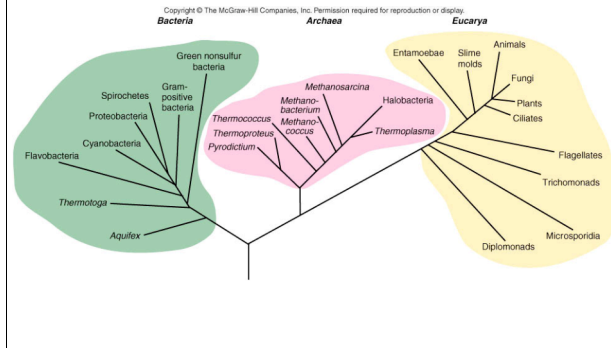 Copyright © The McGraw-Hill Companies, Inc. Permission required for reproduction or display.
Bacteria
Archaea
Eucarya
Green nonsulfur
bacteria
Gram-
positive
bacteria
Spirochetes
Proteobacteria
Cyanobacteria
Flavobacteria
Thermotoga
Aquifex
Methanosarcina
Methano-
bacterium
Methano-
coccus
Halobacteria
Thermococcus
Thermoproteus
Thermoplasma
Pyrodictium
Entamoebae
Slime
molds
Animals
Fungi
Plants
Ciliates
Flagellates
Trichomonads
Microsporidia
Diplomonads